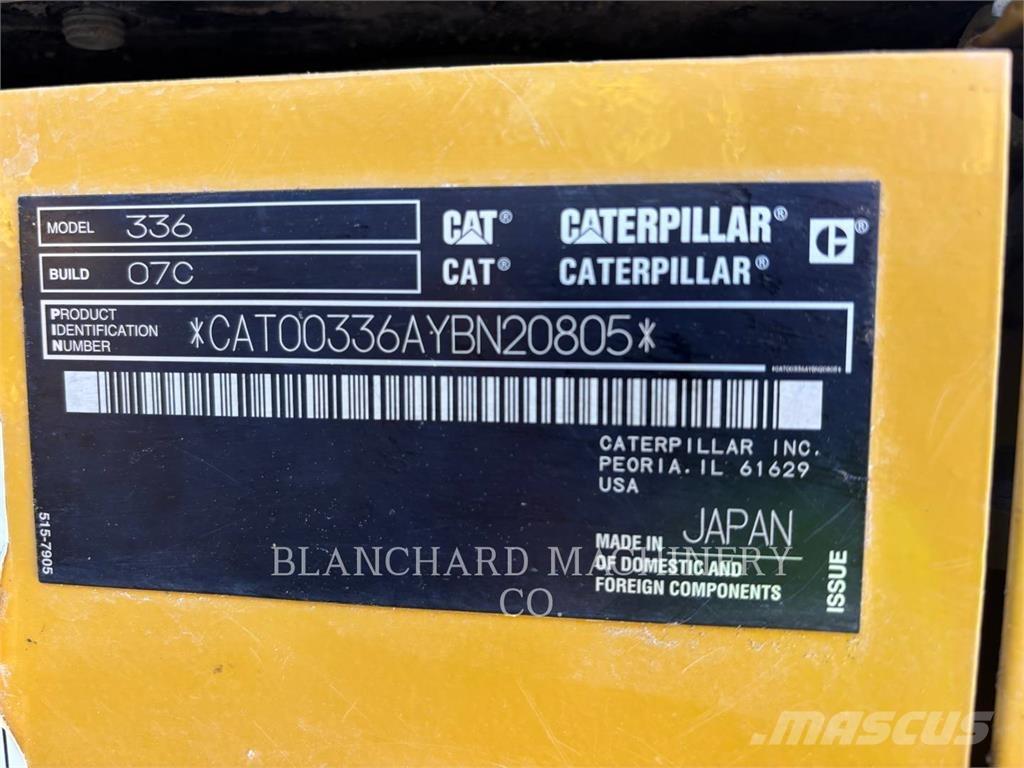 MODEL 336
BUILD 07C
CAT® CATERPILLAR®
CAT® CATERPILLAR®
C®
PRODUCT
IDENTIFICATION
NUMBER
*CAT00336AYBN20805*
*CAT00336AYBN20805*
CATERPILLAR INC.
PEORIA, IL 61629
USA
MADE IN JAPAN
OF DOMESTIC AND
FOREIGN COMPONENTS
ISSUE
515-7905
BLANCHARD MACHINERY
CO.
MASCUS